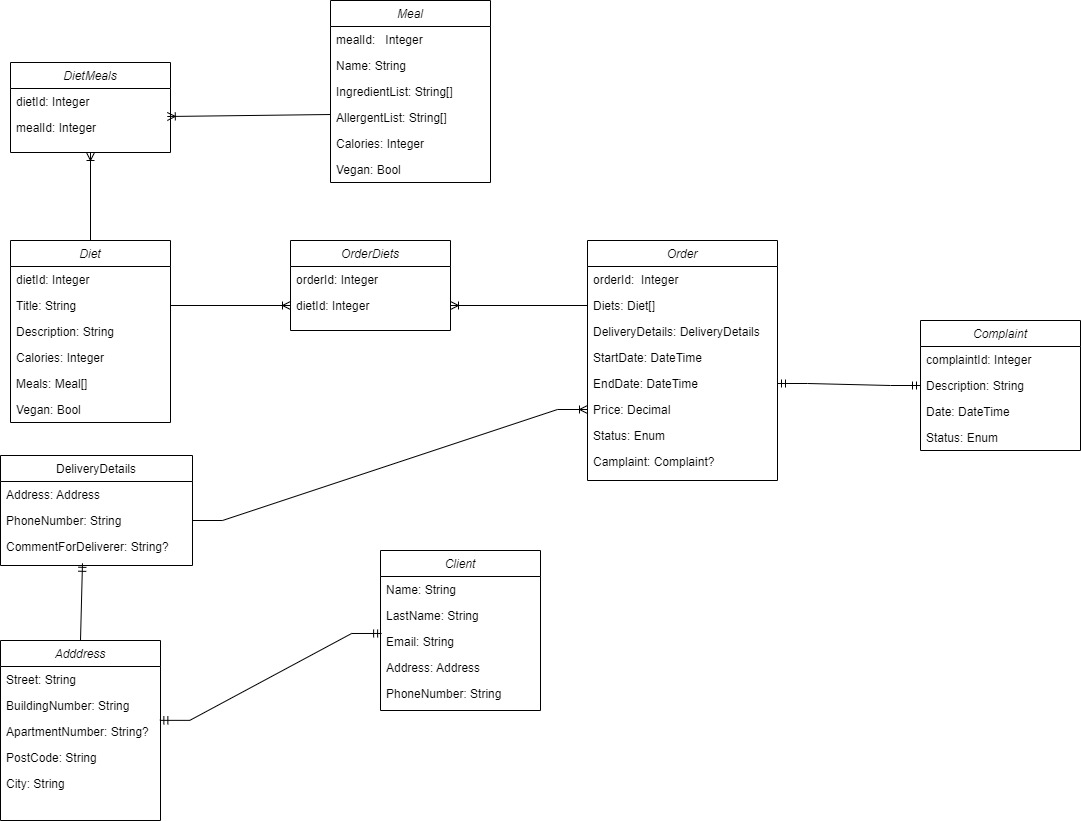 Meal
mealId: Integer
Name: String
IngredientList: String[]
AllergentList: String[]
Calories: Integer
Vegan: Bool
DietMeals
dietId: Integer
mealId: Integer
Diet
dietId: Integer
Title: String
Description: String
Calories: Integer
Meals: Meal[]
Vegan: Bool
OrderDiets
orderId: Integer
dietId: Integer
Order
orderId: Integer
Diets: Diet[]
DeliveryDetails: DeliveryDetails
StartDate: DateTime
EndDate: DateTime
Price: Decimal
Status: Enum
Camplaint: Complaint?
Complaint
complaintId: Integer
Description: String
Date: DateTime
Status: Enum
DeliveryDetails
Address: Address
PhoneNumber: String
CommentForDeliverer: String?
Client
Name: String
LastName: String
Email: String
Address: Address
PhoneNumber: String
Adddress
Street: String
BuildingNumber: String
ApartmentNumber: String?
PostCode: String
City: String